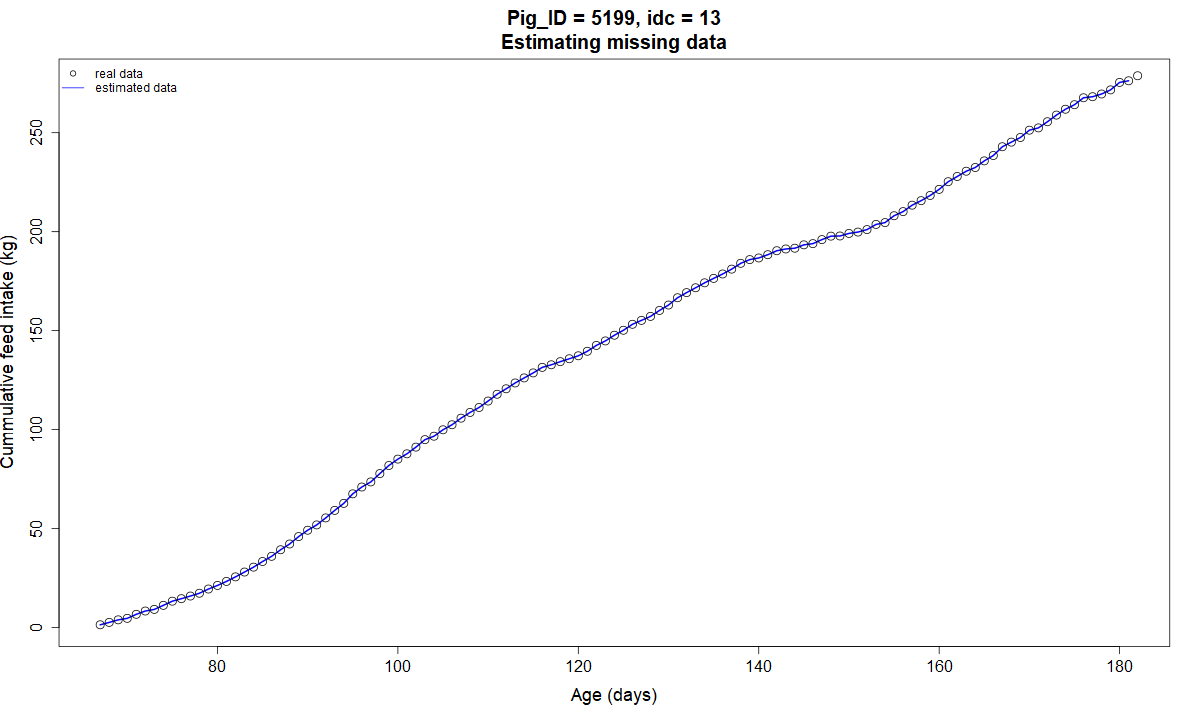 Pig_ID = 5199, idc = 13
Estimating missing data
real data
estimated data
Cummulative feed intake (kg)
250
200
150
100
50
0
80 100 120 140 160 180
Age (days)